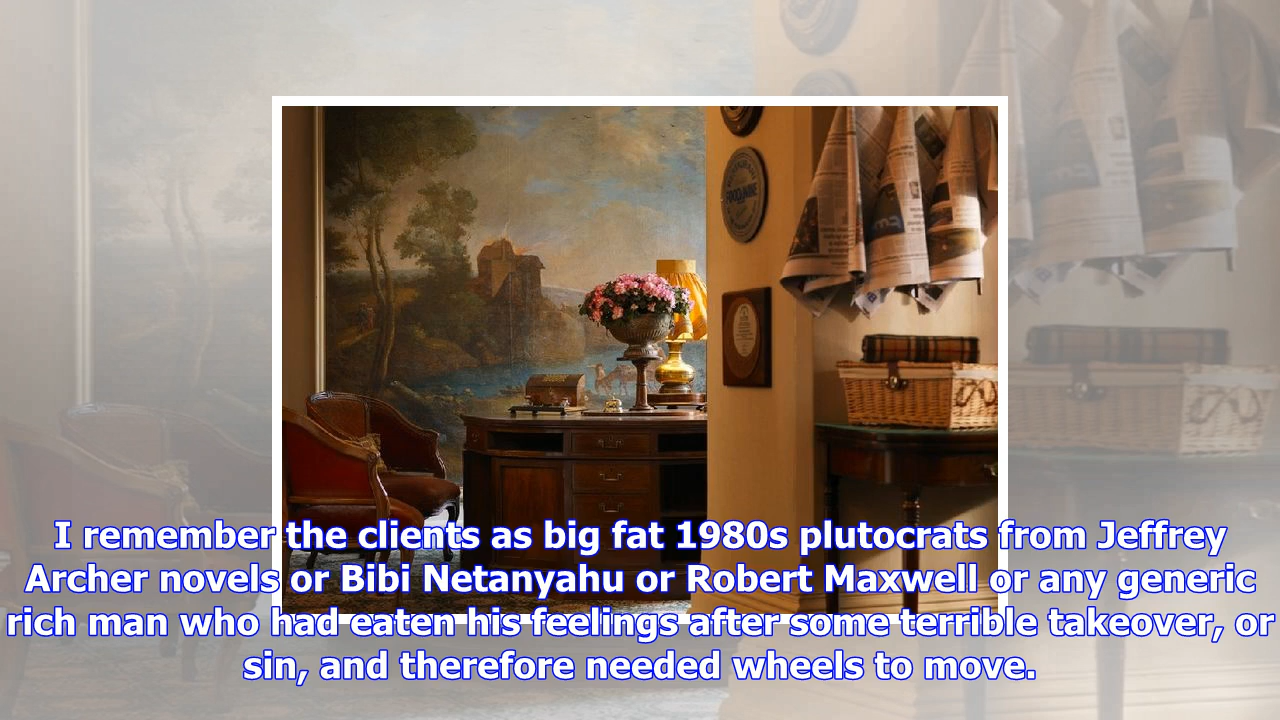 I remember the clients as big fat 1980s plutocrats from Jeffrey
Archer novels or Bibi Netanyahu or Robert Maxwell or any generic
rich man who had eaten his feelings after some terrible takeover, or
sin, and therefore needed wheels to move.